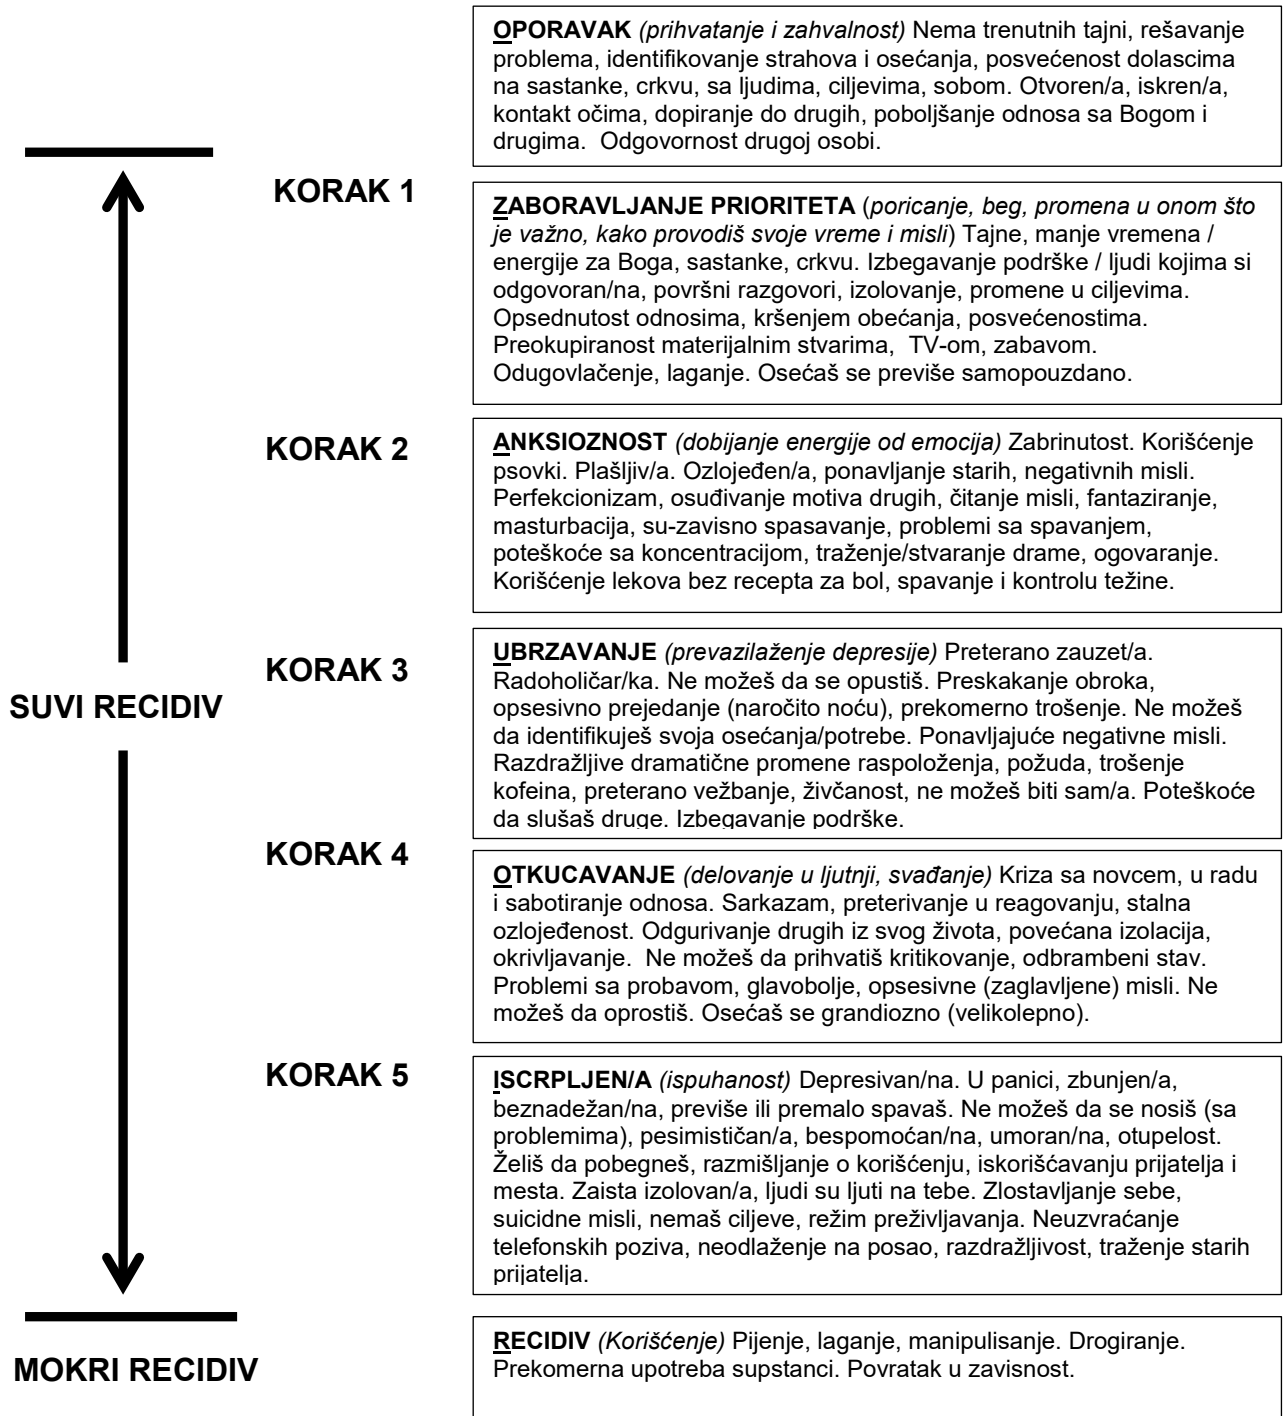 OPORAVAK (prihvatanje i zahvalnost) Nema trenutnih tajni, rešavanje
problema, identifikovanje strahova i osećanja, posvećenost dolascima
na sastanke, crkvu, sa ljudima, ciljevima, sobom. Otvoren/a, iskren/a,
kontakt očima, dopiranje do drugih, poboljšanje odnosa sa Bogom i
drugima.  Odgovornost drugoj osobi.
KORAK 1
ZABORAVLJANJE PRIORITETA (poricanje, beg, promena u onom što
je važno, kako provodiš svoje vreme i misli) Tajne, manje vremena /
energije za Boga, sastanke, crkvu. Izbegavanje podrške / ljudi kojima si
odgovoran/na, površni razgovori, izolovanje, promene u ciljevima.
Opsednutost odnosima, kršenjem obećanja, posvećenostima.
Preokupiranost materijalnim stvarima,  TV-om, zabavom.
Odugovlačenje, laganje. Osećaš se previše samopouzdano.
KORAK 2
ANKSIOZNOST (dobijanje energije od emocija) Zabrinutost. Korišćenje
psovki. Plašljiv/a. Ozlojeđen/a, ponavljanje starih, negativnih misli.
Perfekcionizam, osuđivanje motiva drugih, čitanje misli, fantaziranje,
masturbacija, su-zavisno spasavanje, problemi sa spavanjem,
poteškoće sa koncentracijom, traženje/stvaranje drame, ogovaranje.
Korišćenje lekova bez recepta za bol, spavanje i kontrolu težine.
KORAK 3
UBRZAVANJE (prevazilaženje depresije) Preterano zauzet/a.
Radoholičar/ka. Ne možeš da se opustiš. Preskakanje obroka,
opsesivno prejedanje (naročito noću), prekomerno trošenje. Ne možeš
da identifikuješ svoja osećanja/potrebe. Ponavljajuće negativne misli.
Razdražljive dramatične promene raspoloženja, požuda, trošenje
kofeina, preterano vežbanje, živčanost, ne možeš biti sam/a. Poteškoće
da slušaš druge. Izbegavanje podrške.
SUVI RECIDIV
KORAK 4
OTKUCAVANJE (delovanje u ljutnji, svađanje) Kriza sa novcem, u radu
i sabotiranje odnosa. Sarkazam, preterivanje u reagovanju, stalna
ozlojeđenost. Odgurivanje drugih iz svog života, povećana izolacija,
okrivljavanje.  Ne možeš da prihvatiš kritikovanje, odbrambeni stav.
Problemi sa probavom, glavobolje, opsesivne (zaglavljene) misli. Ne
možeš da oprostiš. Osećaš se grandiozno (velikolepno).
KORAK 5
ISCRPLJEN/A (ispuhanost) Depresivan/na. U panici, zbunjen/a,
beznadežan/na, previše ili premalo spavaš. Ne možeš da se nosiš (sa
problemima), pesimističan/a, bespomoćan/na, umoran/na, otupelost.
Želiš da pobegneš, razmišljanje o korišćenju, iskorišćavanju prijatelja i
mesta. Zaista izolovan/a, ljudi su ljuti na tebe. Zlostavljanje sebe,
suicidne misli, nemaš ciljeve, režim preživljavanja. Neuzvraćanje
telefonskih poziva, neodlaženje na posao, razdražljivost, traženje starih
prijatelja.
MOKRI RECIDIV
RECIDIV (Korišćenje) Pijenje, laganje, manipulisanje. Drogiranje.
Prekomerna upotreba supstanci. Povratak u zavisnost.